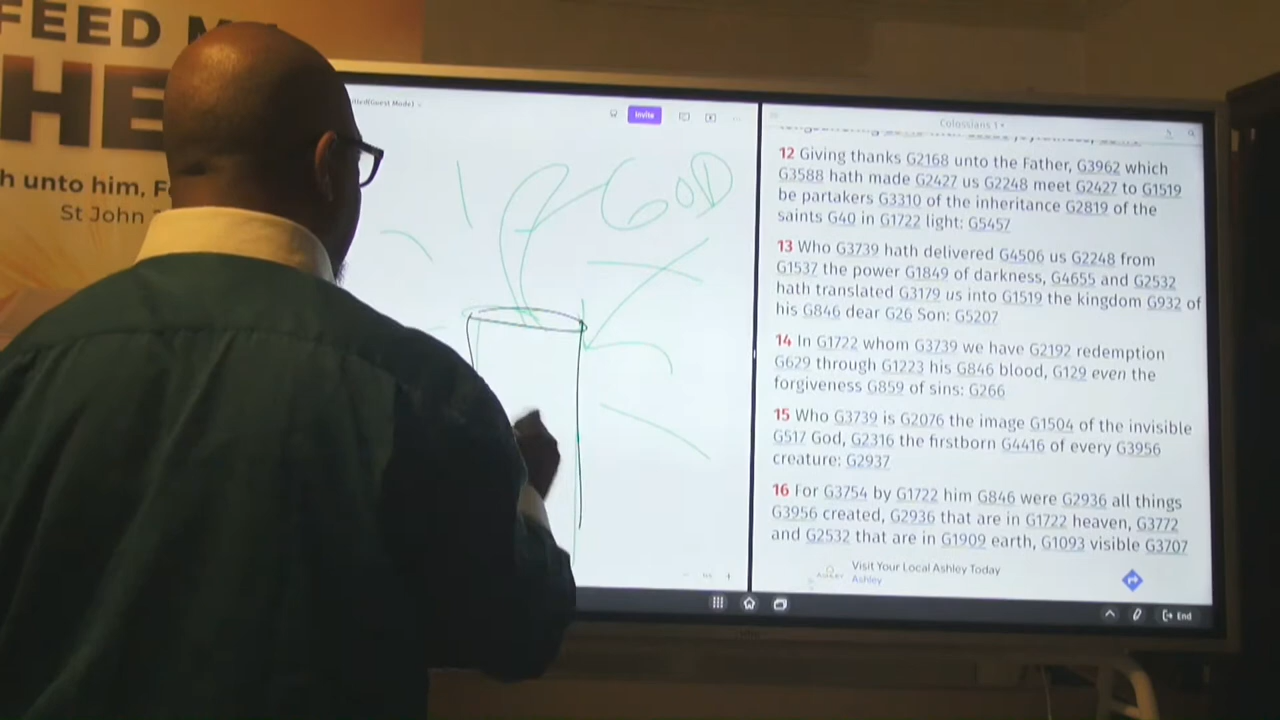 FEED M
HE
h unto him, F
St John
Invite
GOD
Colossians 1
12 Giving thanks G2168 unto the Father, G3962 which
G3588 hath made G2427 us G2248 meet G2427 to G1519
be partakers G3310 of the inheritance G2819 of the
saints G40 in G1722 light: G5457
13 Who G3739 hath delivered G4506 us G2248 from
G1537 the power G1849 of darkness, G4655 and G2532
hath translated G3179 us into G1519 the kingdom G932 of
his G846 dear G26 Son: G5207
14 In G1722 whom G3739 we have G2192 redemption
G629 through G1223 his G846 blood, G129 even the
forgiveness G859 of sins: G266
15 Who G3739 is G2076 the image G1504 of the invisible
G517 God, G2316 the firstborn G4416 of every G3956
creature: G2937
16 For G3754 by G1722 him G846 were G2936 all things
G3956 created, G2936 that are in G1722 heaven, G3772
and G2532 that are in G1909 earth, G1093 visible G3707
Visit Your Local Ashley Today
Ashley
End